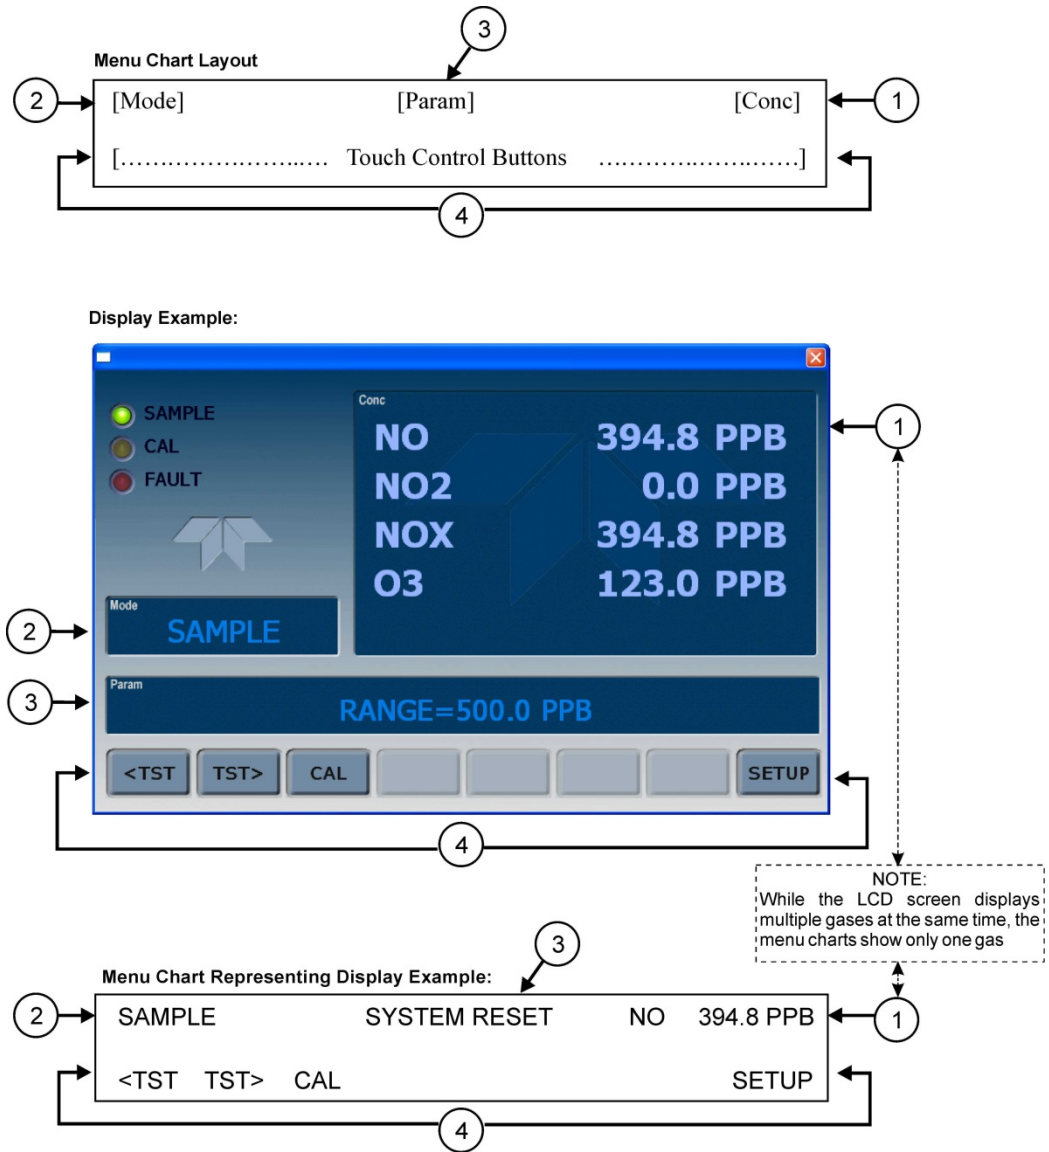 3
Menu Chart Layout
2 [Mode] [Param] [Conc] 1
[........................ Touch Control Buttons ........................]
4
Display Example:
SAMPLE
CAL
FAULT
Conc
NO 394.8 PPB
NO2 0.0 PPB
NOX 394.8 PPB
O3 123.0 PPB
1
Mode
2 SAMPLE
Param
3 RANGE=500.0 PPB
<TST TST> CAL SETUP
4
NOTE:
While the LCD screen displays
multiple gases at the same time, the
menu charts show only one gas
3
Menu Chart Representing Display Example:
2 SAMPLE SYSTEM RESET NO 394.8 PPB 1
<TST TST> CAL SETUP
4